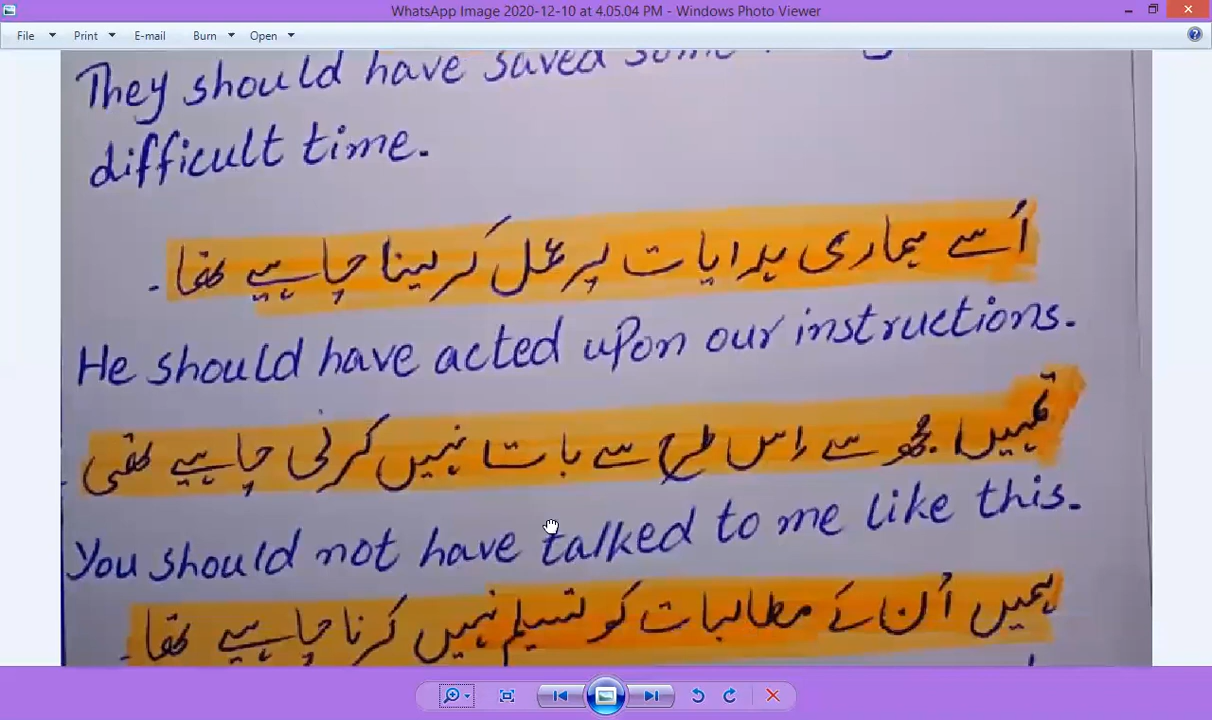 WhatsApp Image 2020-12-10 at 4.05.04 PM - Windows Photo Viewer
File Print E-mail Burn Open
They should have saved some
difficult time.
اُسے ہماری ہدایات پر عمل کر لینا چاہیے تھا۔
He should have acted upon our instructions.
تمہیں مجھ سے اِس طرح سے بات نہیں کرنی چاہیے تھی۔
You should not have talked to me like this.
ہمیں اُن کے مطالبات کو تسلیم نہیں کرنا چاہیے تھا۔